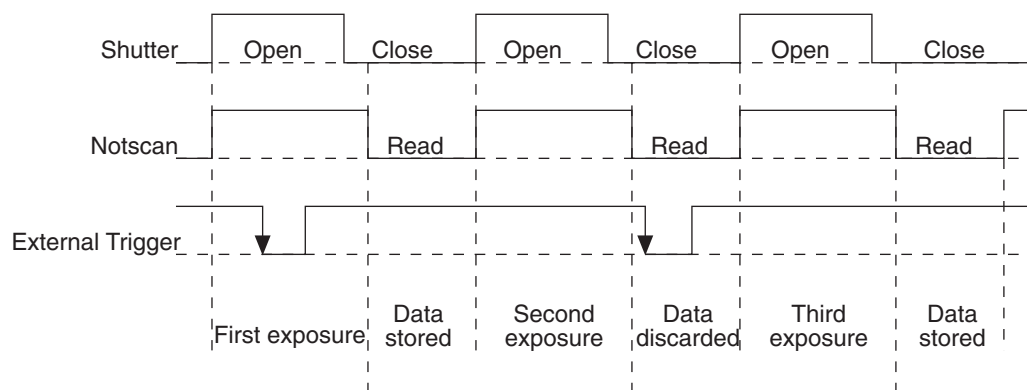 Shutter Open Close Open Close Open Close
Notscan Read Read Read
External Trigger
First exposure
Data
stored
Second
exposure
Data
discarded
Third
exposure
Data
stored